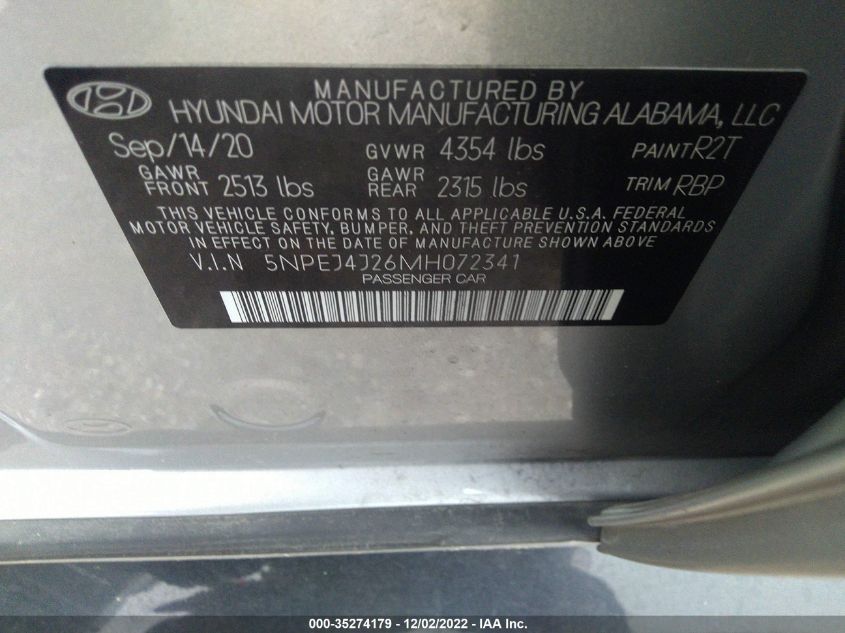 MANUFACTURED BY
HYUNDAI MOTOR MANUFACTURING ALABAMA, LLC
Sep/14/20 GVWR 4354 lbs PAINT R2T
GAWR FRONT 2513 lbs GAWR REAR 2315 lbs TRIM RBP
THIS VEHICLE CONFORMS TO ALL APPLICABLE U.S.A. FEDERAL
MOTOR VEHICLE SAFETY, BUMPER, AND THEFT PREVENTION STANDARDS
IN EFFECT ON THE DATE OF MANUFACTURE SHOWN ABOVE
V.I.N 5NPEJ4J26MH072341
PASSENGER CAR
000-35274179 - 12/02/2022 - IAA Inc.